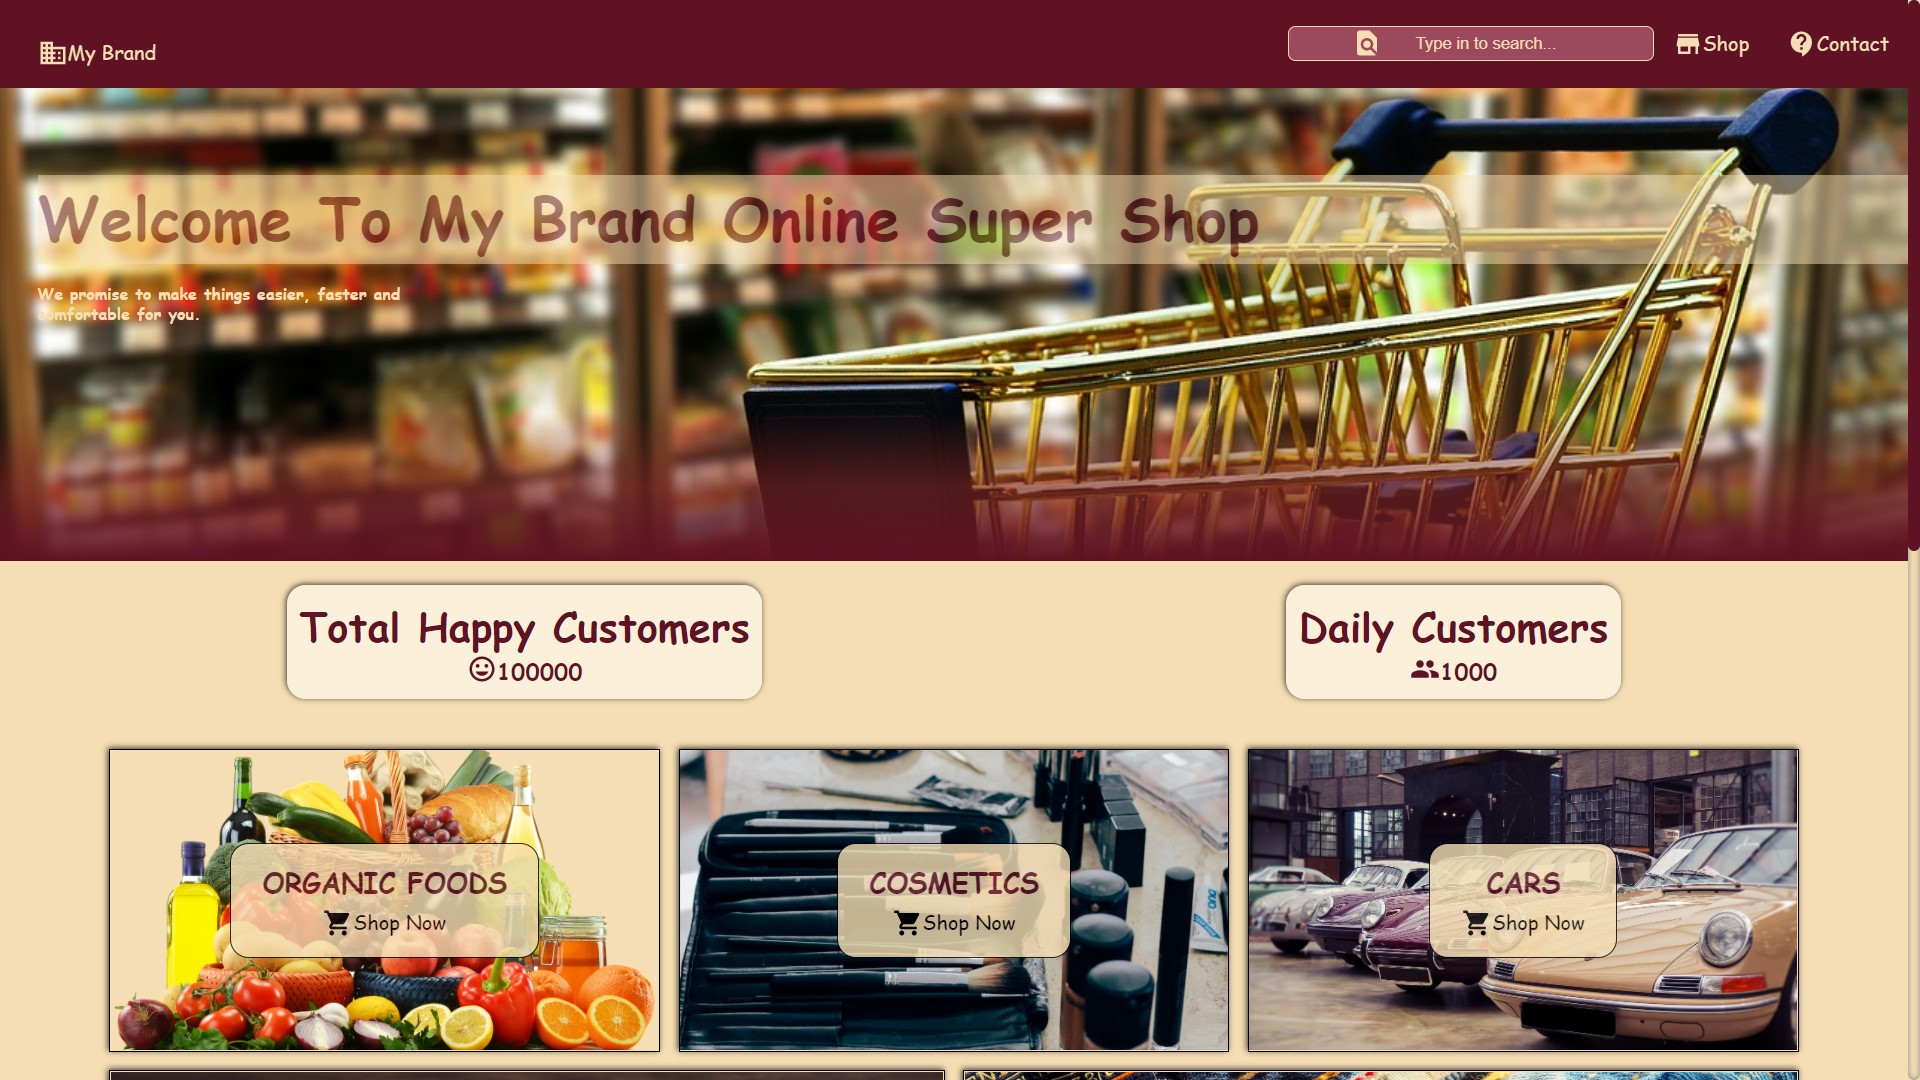 My Brand
Type in to search...
Shop
Contact
Welcome To My Brand Online Super Shop
We promise to make things easier, faster and
comfortable for you.
Total Happy Customers
100000
Daily Customers
1000
ORGANIC FOODS
Shop Now
COSMETICS
Shop Now
CARS
Shop Now